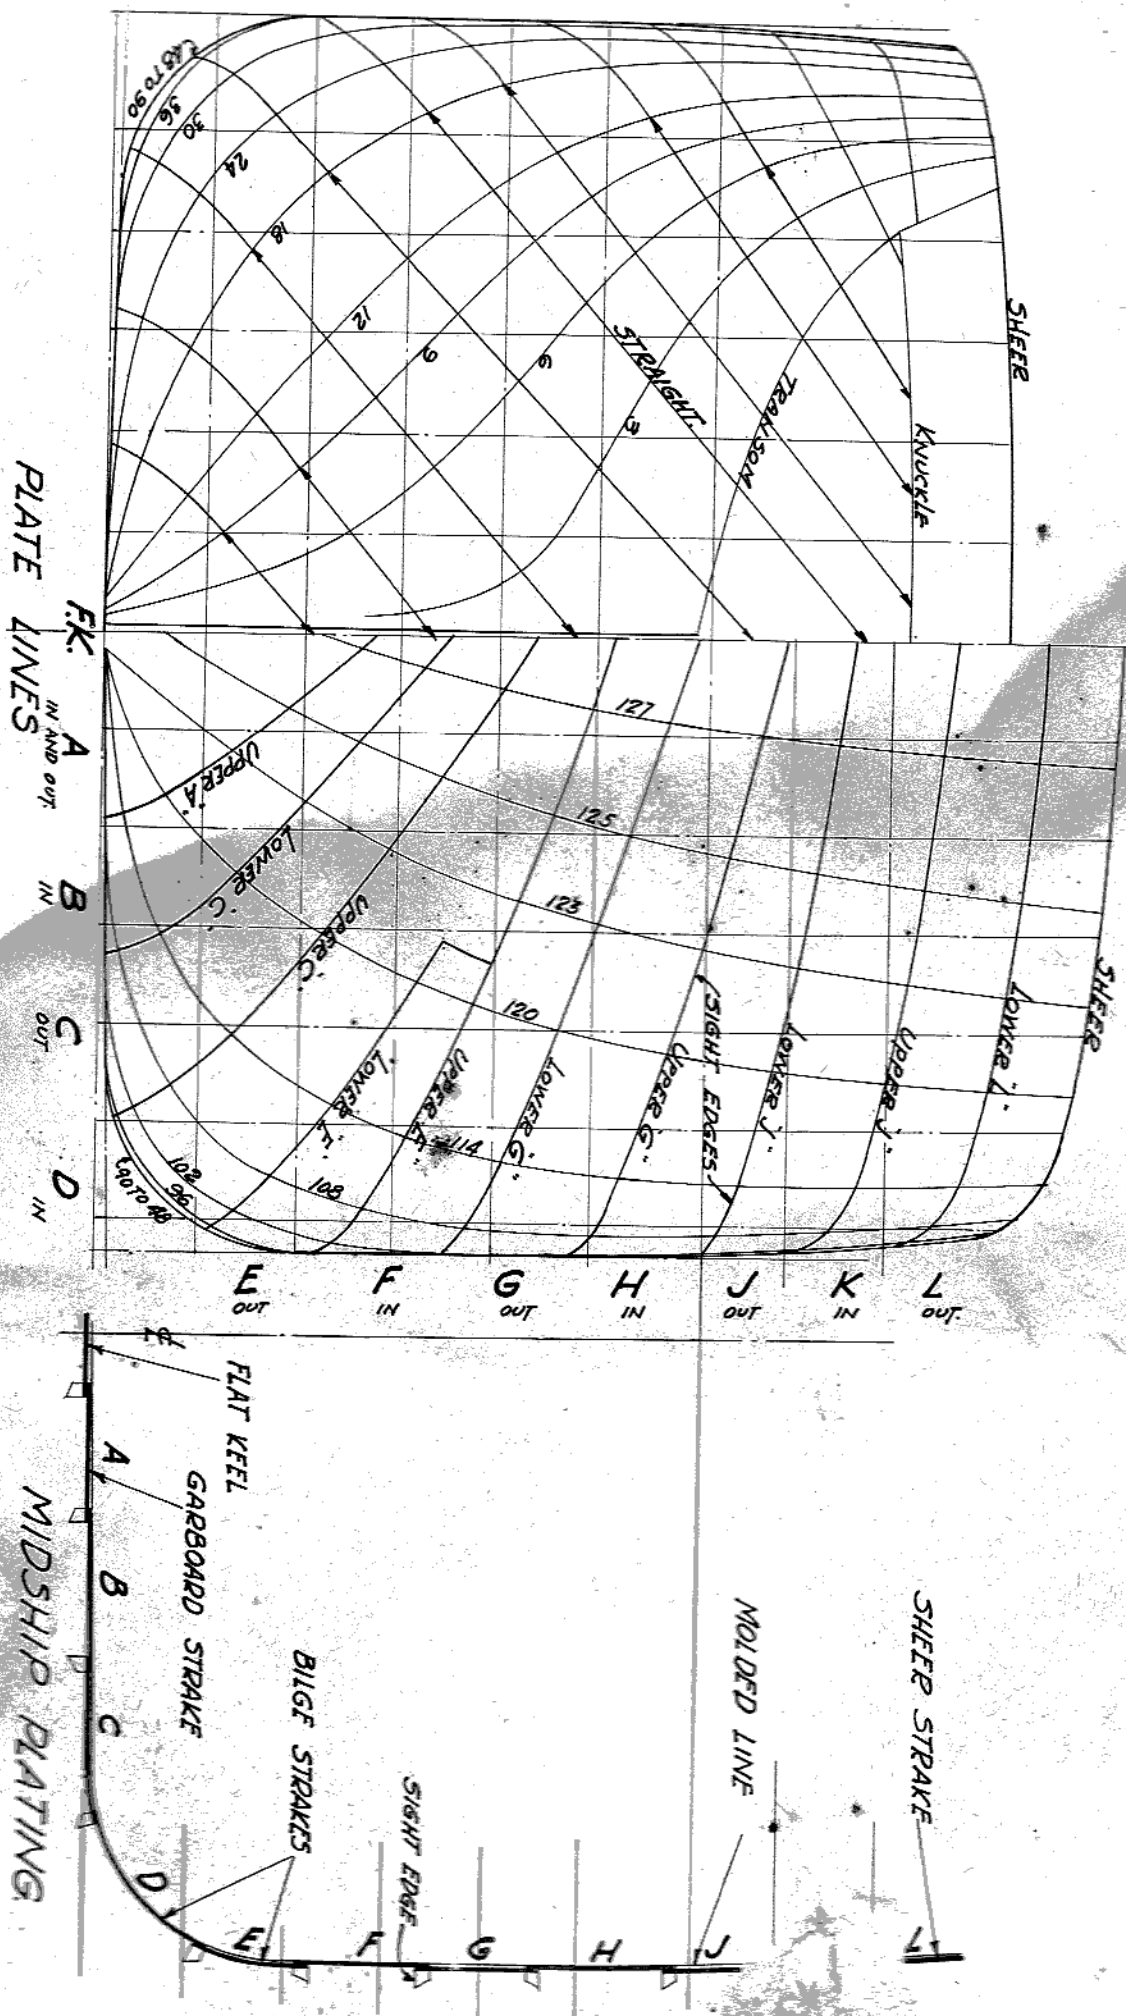 SHEER
KNUCKLE
TRANSOM
STRAIGHT.
3
6
9
12
18
24
30
36
48 TO 90
SHEER
LOWER "L"
UPPER "J"
LOWER "J"
SIGHT EDGES
UPPER "G"
LOWER "G"
UPPER "E"
LOWER "E"
UPPER "C"
LOWER "C"
UPPER "A"
127
125
123
120
114
108
102
96
90 TO 48
L
OUT.
K
IN
J
OUT
H
IN
G
OUT
F
IN
E
OUT
F.K.
A
IN AND OUT.
B
IN
C
OUT
D
IN
PLATE LINES
SHEER STRAKE
MOLDED LINE
SIGHT EDGE
BILGE STRAKES
GARBOARD STRAKE
FLAT KEEL
A
B
C
D
E
F
G
H
J
L
MIDSHIP PLATING